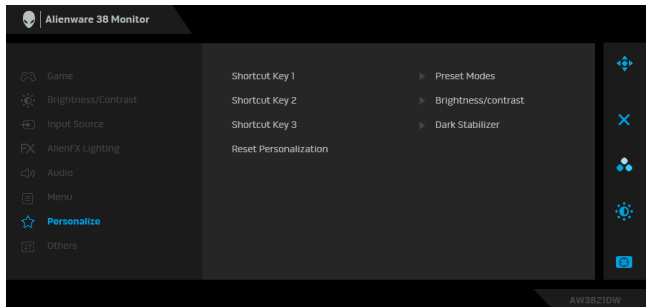 Alienware 38 Monitor
Game
Brightness/Contrast
Input Source
FX AlienFX Lighting
Audio
Menu
Personalize
Others
Shortcut Key 1 Preset Modes
Shortcut Key 2 Brightness/contrast
Shortcut Key 3 Dark Stabilizer
Reset Personalization
AW3821DW